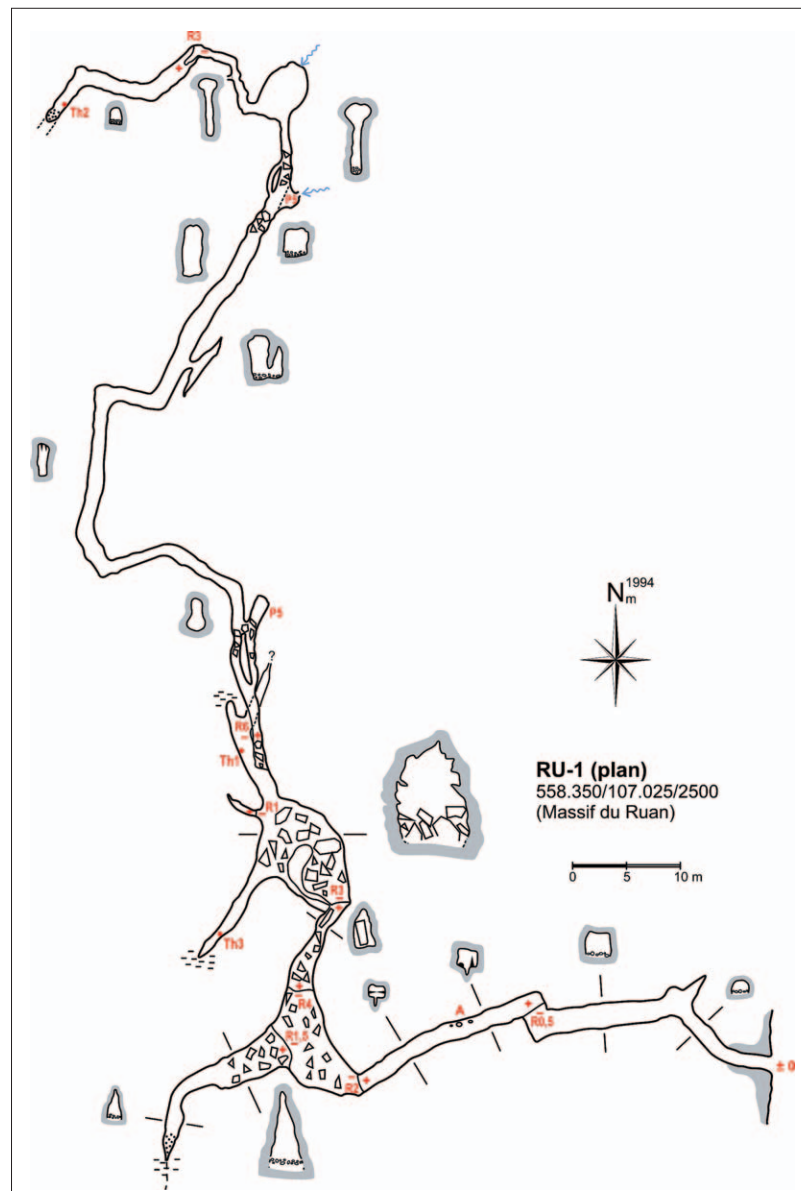 R3
−
+
Th2
P5
P5
?
R6
−
+
Th1
−R1
R3
−
+
Th3
+
−
R4
R1,5
−
+
−
R2
+
A
+
−
R0,5
± 0
N m 1994
RU-1 (plan)
558.350/107.025/2500
(Massif du Ruan)
0 5 10 m